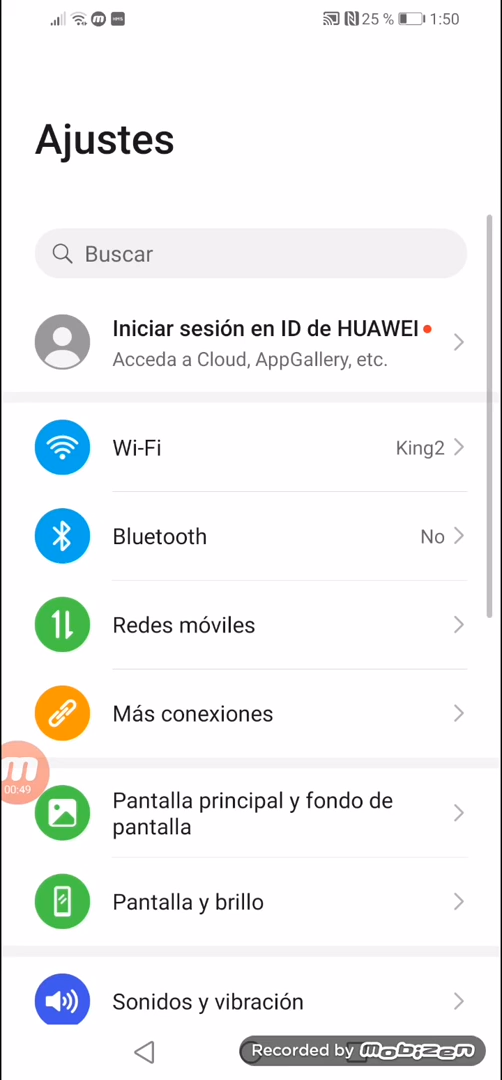 25 % 1:50
Ajustes
Buscar
Iniciar sesión en ID de HUAWEI
Acceda a Cloud, AppGallery, etc.
Wi-Fi King2
Bluetooth No
Redes móviles
Más conexiones
00:49
Pantalla principal y fondo de
pantalla
Pantalla y brillo
Sonidos y vibración
Recorded by mobizen